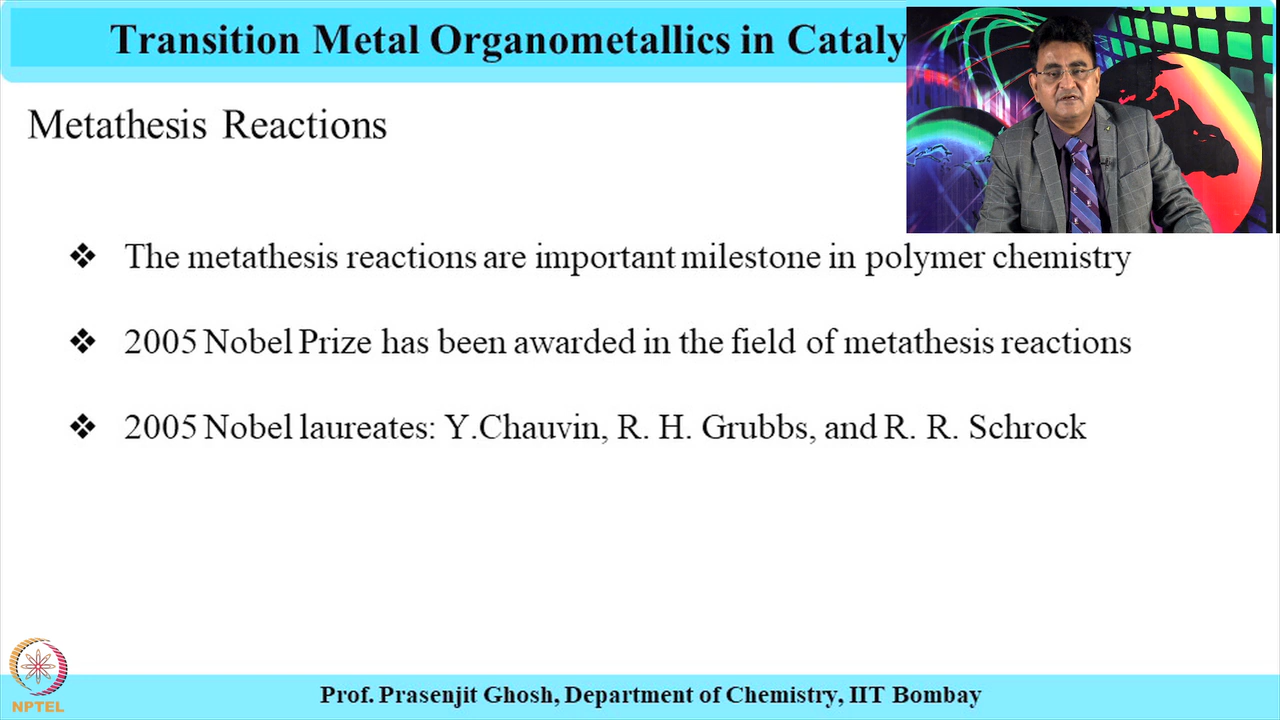 Transition Metal Organometallics in Cataly
Metathesis Reactions
❖ The metathesis reactions are important milestone in polymer chemistry
❖ 2005 Nobel Prize has been awarded in the field of metathesis reactions
❖ 2005 Nobel laureates: Y.Chauvin, R. H. Grubbs, and R. R. Schrock
Prof. Prasenjit Ghosh, Department of Chemistry, IIT Bombay
NPTEL